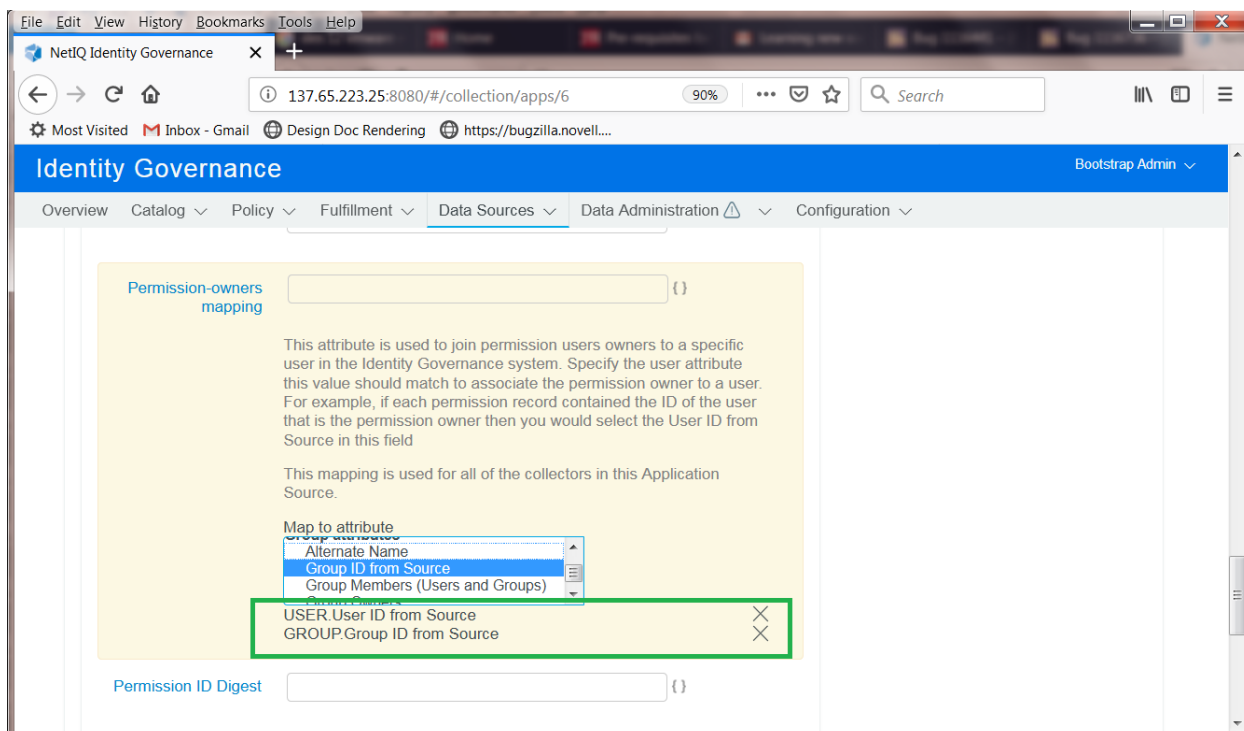 File Edit View History Bookmarks Tools Help
NetIQ Identity Governance
137.65.223.25:8080/#/collection/apps/6 90% Search
Most Visited Inbox - Gmail Design Doc Rendering https://bugzilla.novell....
Identity Governance Bootstrap Admin
Overview Catalog Policy Fulfillment Data Sources Data Administration Configuration
Permission-owners
mapping
{ }
This attribute is used to join permission users owners to a specific
user in the Identity Governance system. Specify the user attribute
this value should match to associate the permission owner to a user.
For example, if each permission record contained the ID of the user
that is the permission owner then you would select the User ID from
Source in this field
This mapping is used for all of the collectors in this Application
Source.
Map to attribute
Group attributes
Alternate Name
Group ID from Source
Group Members (Users and Groups)
Group Owners
USER.User ID from Source
GROUP.Group ID from Source
Permission ID Digest { }